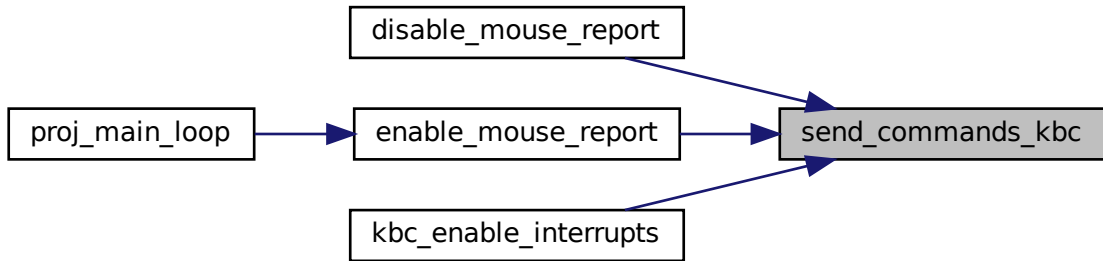 disable_mouse_report
proj_main_loop
enable_mouse_report
send_commands_kbc
kbc_enable_interrupts